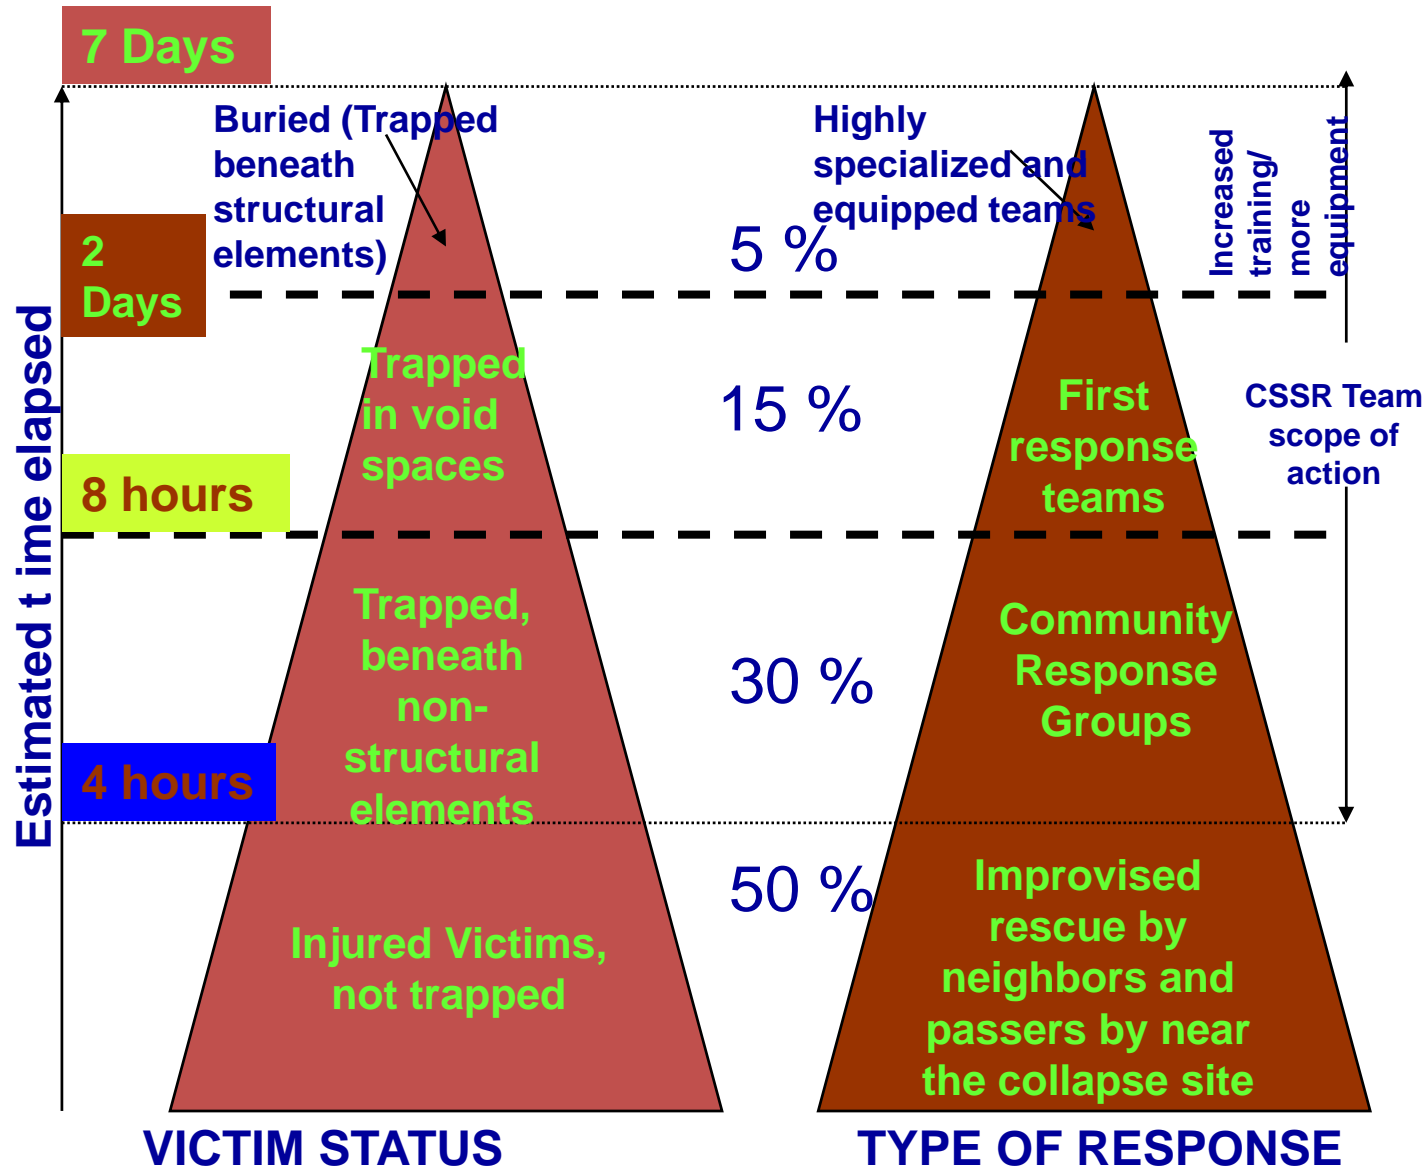 7 Days
Buried (Trapped
beneath
structural
elements)
Highly
specialized and
equipped teams
Increased
training/
more
equipment
5 %
2
Days
Trapped
in void
spaces
15 %
First
response
teams
CSSR Team
scope of
action
8 hours
Estimated t ime elapsed
Trapped,
beneath
non-
structural
elements
30 %
Community
Response
Groups
4 hours
50 %
Injured Victims,
not trapped
Improvised
rescue by
neighbors and
passers by near
the collapse site
VICTIM STATUS
TYPE OF RESPONSE